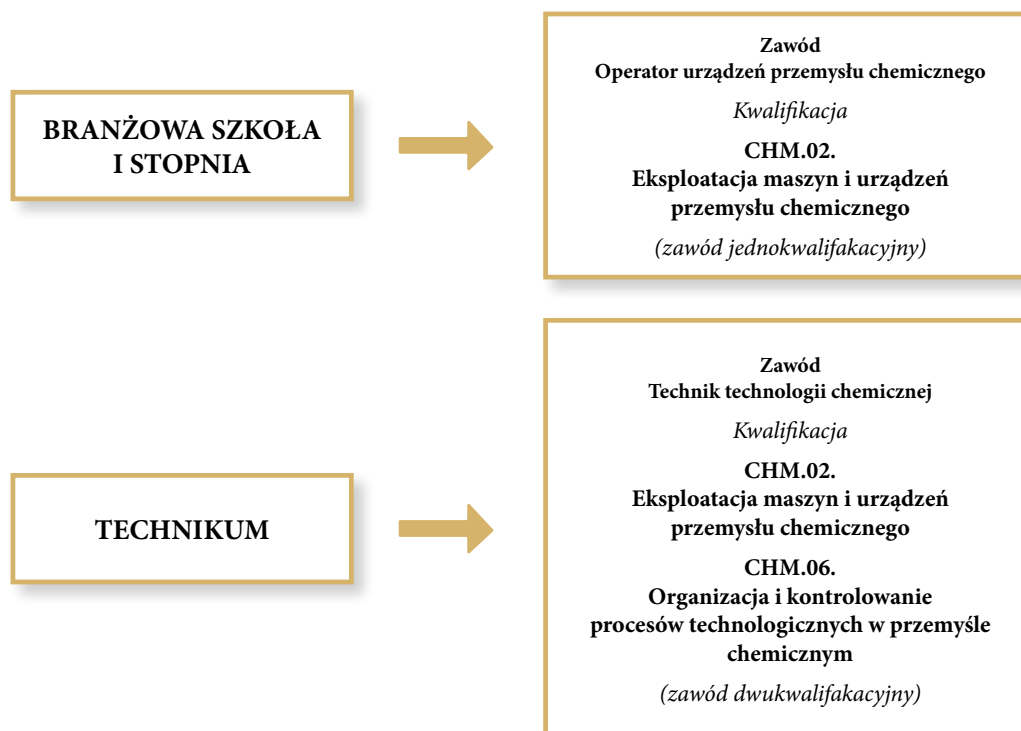 BRANŻOWA SZKOŁA
I STOPNIA
Zawód
Operator urządzeń przemysłu chemicznego
Kwalifikacja
CHM.02.
Eksploatacja maszyn i urządzeń
przemysłu chemicznego
(zawód jednokwalifakacyjny)
TECHNIKUM
Zawód
Technik technologii chemicznej
Kwalifikacja
CHM.02.
Eksploatacja maszyn i urządzeń
przemysłu chemicznego
CHM.06.
Organizacja i kontrolowanie
procesów technologicznych w przemyśle
chemicznym
(zawód dwukwalifakacyjny)